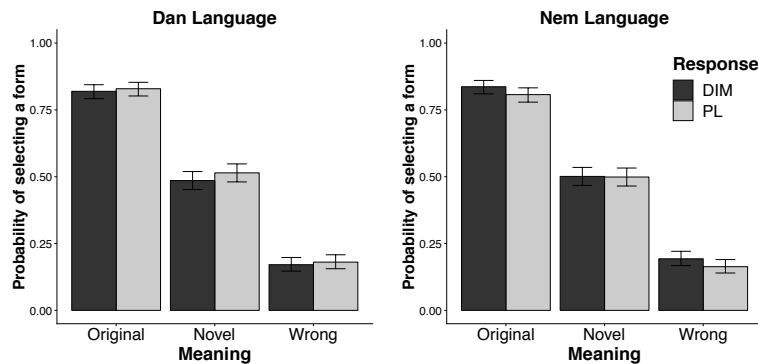 Dan Language
Probability of selecting a form
1.00
0.75
0.50
0.25
0.00
Original Novel Wrong
Meaning
Nem Language
Probability of selecting a form
1.00
0.75
0.50
0.25
0.00
Original Novel Wrong
Meaning
Response
DIM
PL